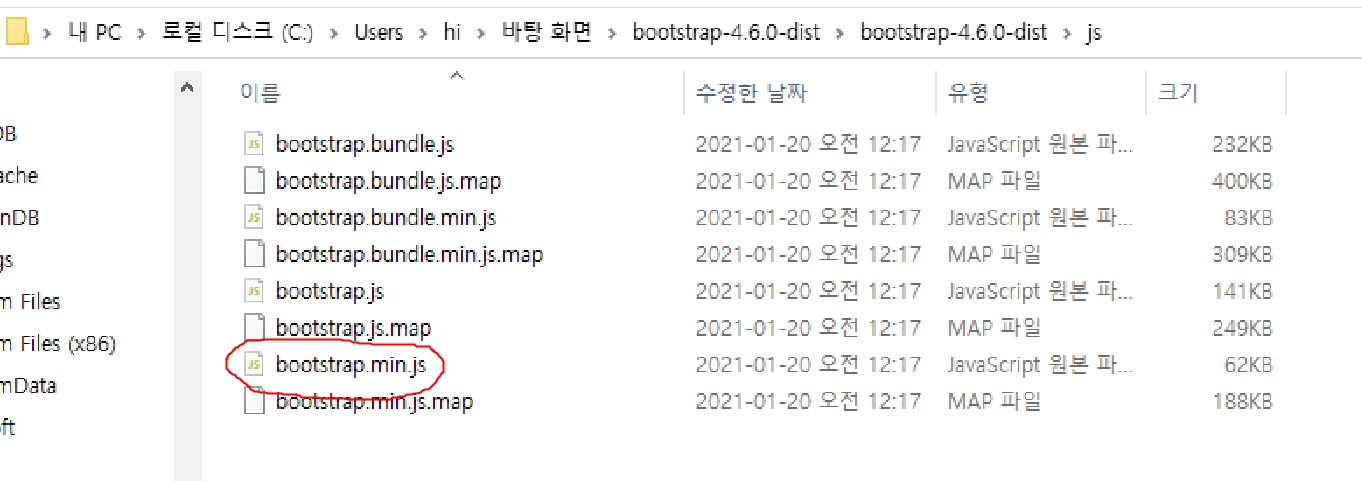 내 PC > 로컬 디스크 (C:) > Users > hi > 바탕 화면 > bootstrap-4.6.0-dist > bootstrap-4.6.0-dist > js
이름 수정한 날짜 유형 크기
DB
ache
nDB
gs
m Files
m Files (x86)
mData
ft
bootstrap.bundle.js 2021-01-20 오전 12:17 JavaScript 원본 파... 232KB
bootstrap.bundle.js.map 2021-01-20 오전 12:17 MAP 파일 400KB
bootstrap.bundle.min.js 2021-01-20 오전 12:17 JavaScript 원본 파... 83KB
bootstrap.bundle.min.js.map 2021-01-20 오전 12:17 MAP 파일 309KB
bootstrap.js 2021-01-20 오전 12:17 JavaScript 원본 파... 141KB
bootstrap.js.map 2021-01-20 오전 12:17 MAP 파일 249KB
bootstrap.min.js 2021-01-20 오전 12:17 JavaScript 원본 파... 62KB
bootstrap.min.js.map 2021-01-20 오전 12:17 MAP 파일 188KB